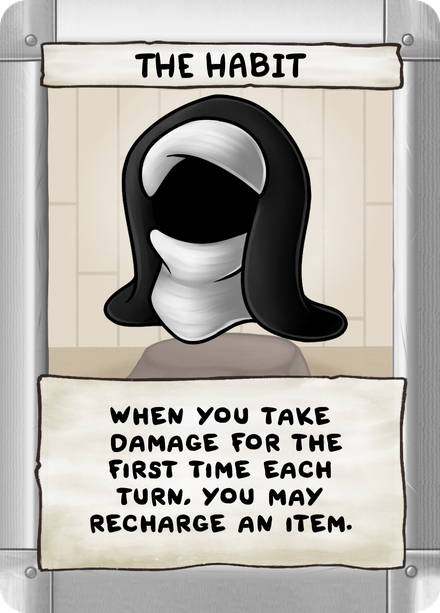 THE HABIT
WHEN YOU TAKE
DAMAGE FOR THE
FIRST TIME EACH
TURN, YOU MAY
RECHARGE AN ITEM.